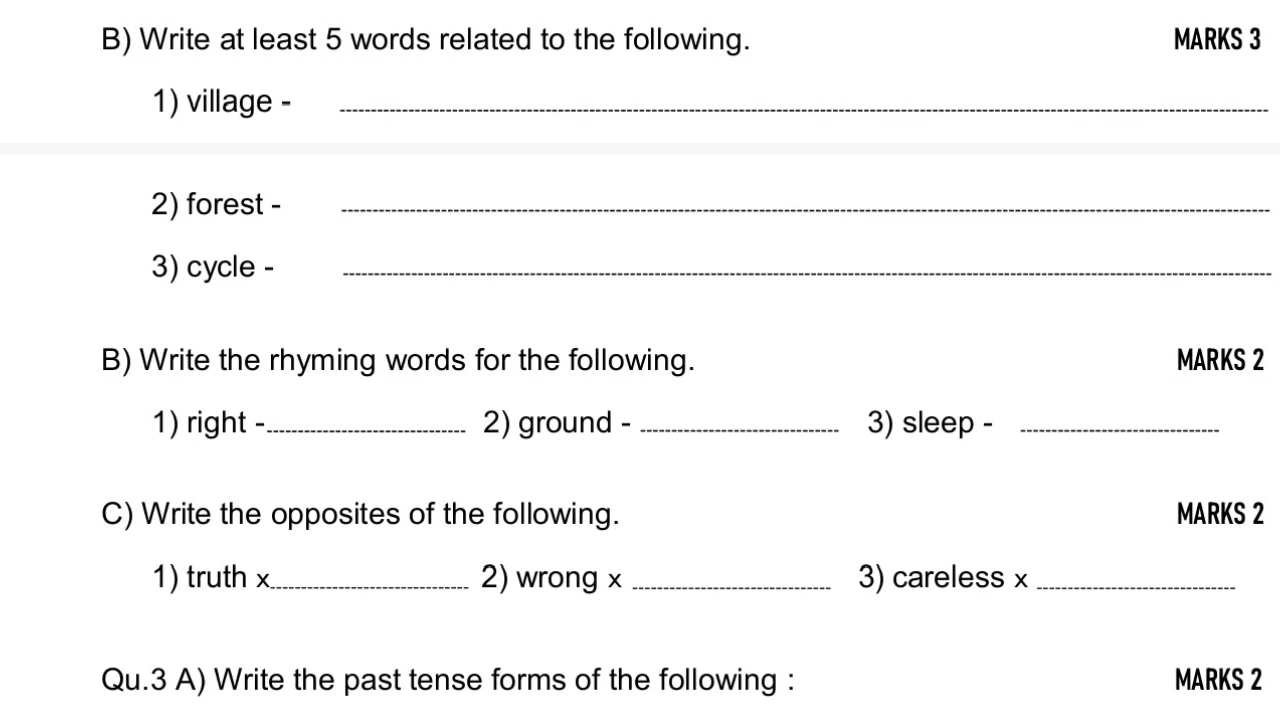 B) Write at least 5 words related to the following. MARKS 3
1) village -
2) forest -
3) cycle -
B) Write the rhyming words for the following. MARKS 2
1) right - 2) ground - 3) sleep -
C) Write the opposites of the following. MARKS 2
1) truth x 2) wrong x 3) careless x
Qu.3 A) Write the past tense forms of the following : MARKS 2